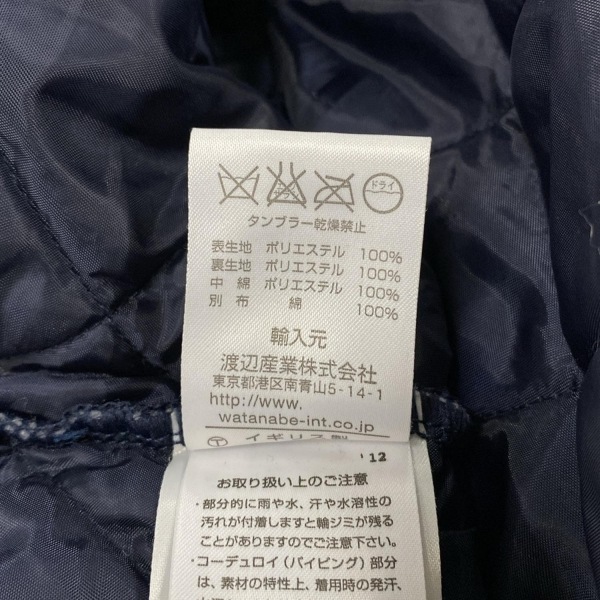 ドライ
タンブラー乾燥禁止
表生地 ポリエステル 100%
裏生地 ポリエステル 100%
中綿 ポリエステル 100%
別布 綿 100%
輸入元
渡辺産業株式会社
東京都港区南青山5-14-1
http://www.
watanabe-int.co.jp
イギリス製
12
お取り扱い上のご注意
・部分的に雨や水、汗や水溶性の
汚れが付着しますと輪ジミが残る
ことがありますのでご注意下さい。
・コーデュロイ(パイピング)部分
は、素材の特性上、着用時の発汗、